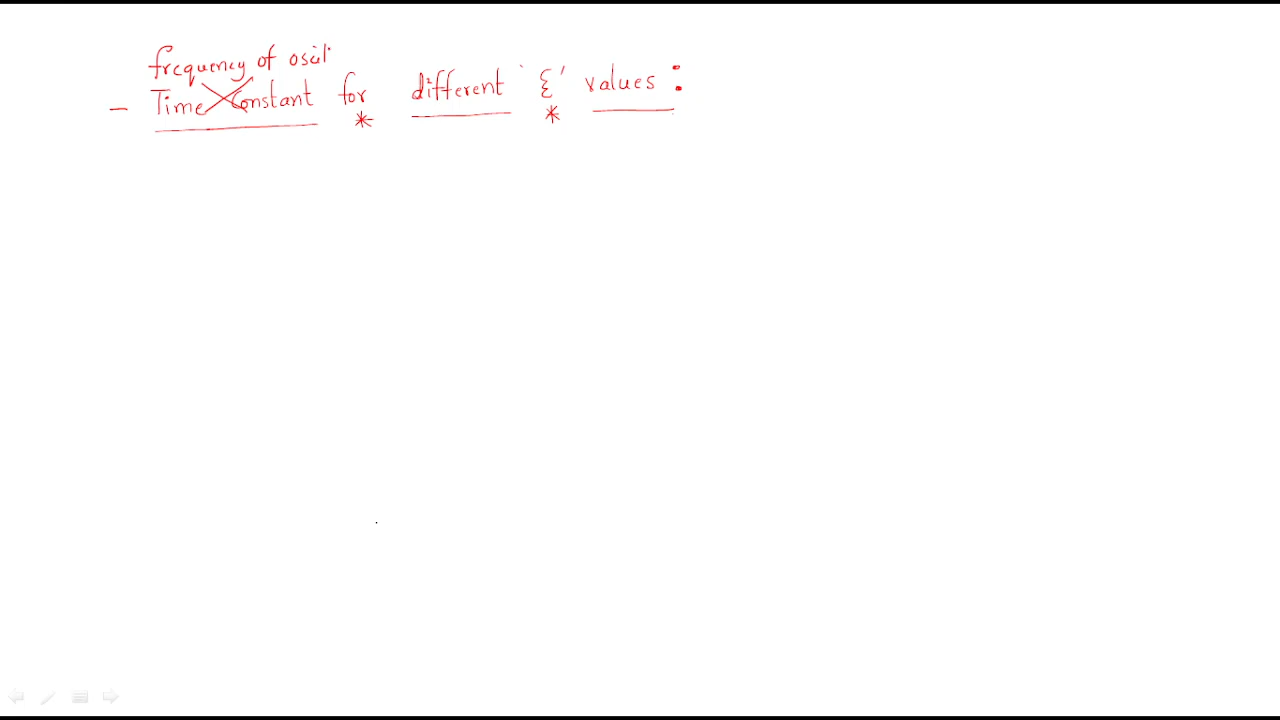 frequency of oscil
- Time Constant for different 'ξ' values :
* *